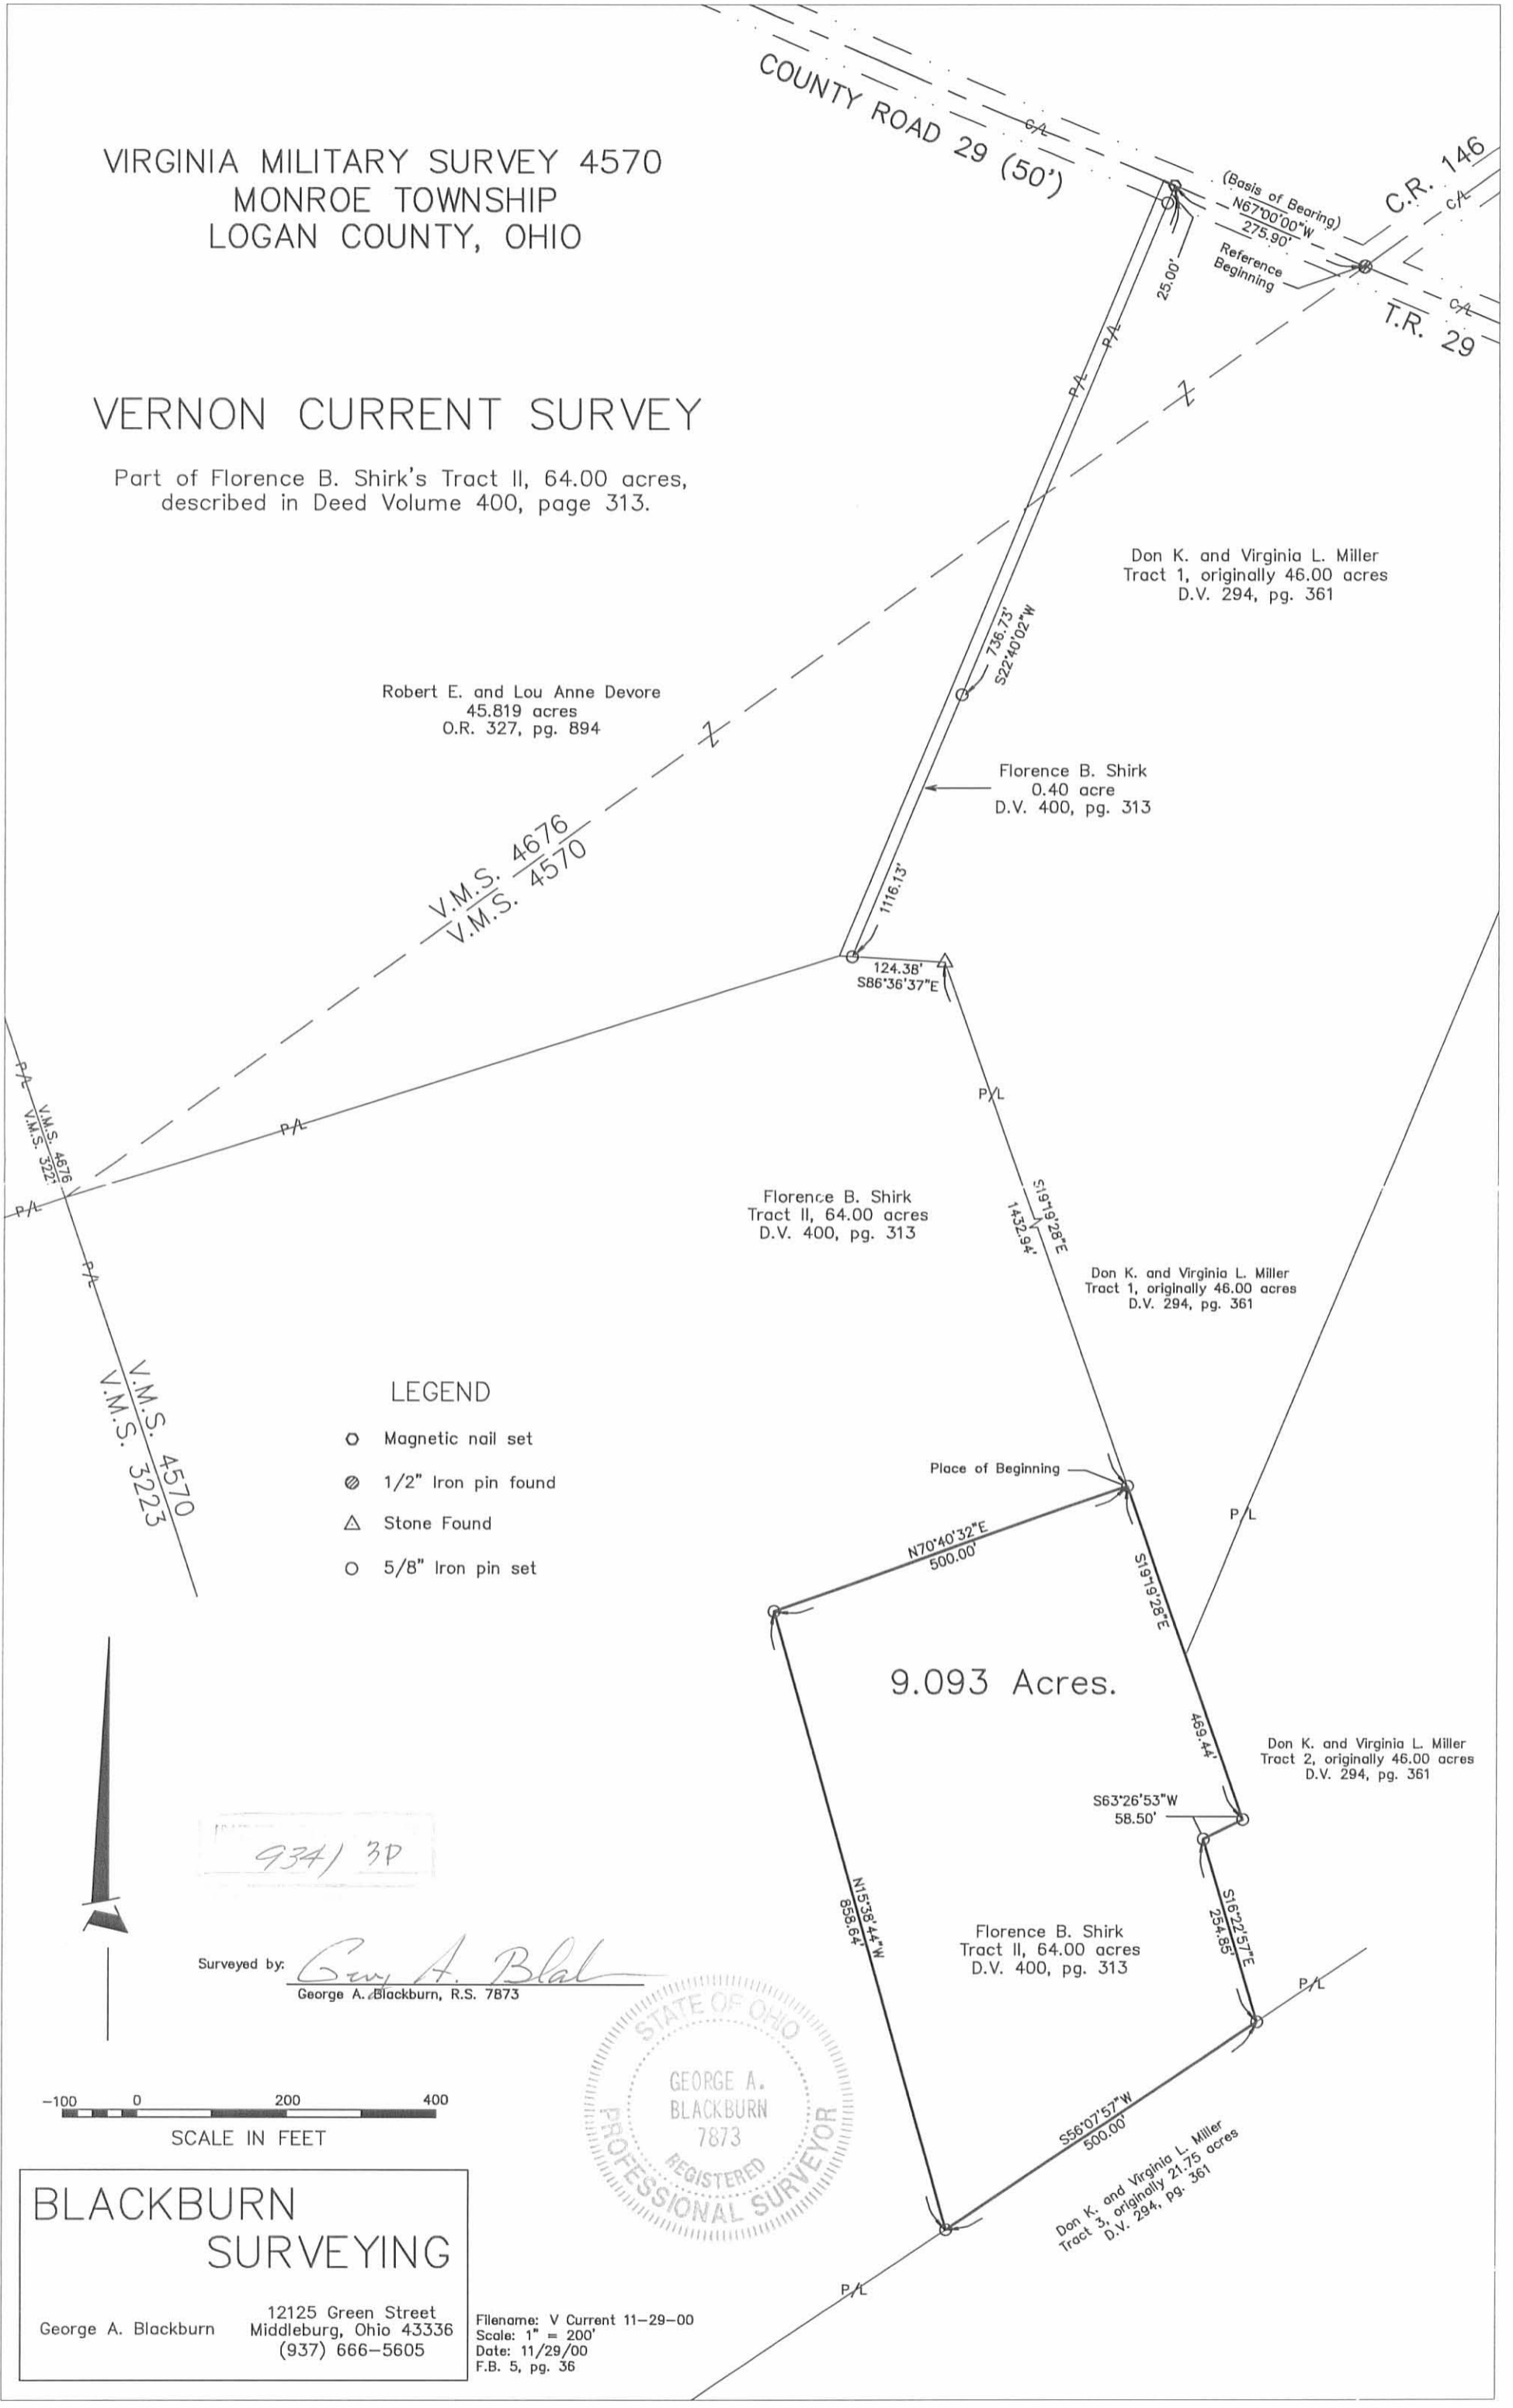 COUNTY ROAD 29 (50')
C/L
(Basis of Bearing)
N67°00'00"W
275.90'
C.R. 146
C/L
Reference
Beginning
25.00'
C/L
T.R. 29
VIRGINIA MILITARY SURVEY 4570
MONROE TOWNSHIP
LOGAN COUNTY, OHIO
VERNON CURRENT SURVEY
Part of Florence B. Shirk's Tract II, 64.00 acres,
described in Deed Volume 400, page 313.
P/L
P/L
Don K. and Virginia L. Miller
Tract 1, originally 46.00 acres
D.V. 294, pg. 361
736.73'
S22°40'02"W
Robert E. and Lou Anne Devore
45.819 acres
O.R. 327, pg. 894
Florence B. Shirk
0.40 acre
D.V. 400, pg. 313
V.M.S. 4676
V.M.S. 4570
1116.13'
124.38'
S86°36'37"E
P/L
V.M.S. 4676
V.M.S. 322
P/L
P/L
P/L
P/L
S19°19'28"E
1432.94'
Florence B. Shirk
Tract II, 64.00 acres
D.V. 400, pg. 313
Don K. and Virginia L. Miller
Tract 1, originally 46.00 acres
D.V. 294, pg. 361
V.M.S. 4570
V.M.S. 3223
LEGEND
Magnetic nail set
1/2" Iron pin found
Stone Found
5/8" Iron pin set
Place of Beginning
P/L
N70°40'32"E
500.00'
S19°19'28"E
469.44'
9.093 Acres.
Don K. and Virginia L. Miller
Tract 2, originally 46.00 acres
D.V. 294, pg. 361
S63°26'53"W
58.50'
N15°38'44"W
858.64'
S16°22'57"E
254.85'
Florence B. Shirk
Tract II, 64.00 acres
D.V. 400, pg. 313
P/L
S56°07'57"W
500.00'
Don K. and Virginia L. Miller
Tract 3, originally 21.75 acres
D.V. 294, pg. 361
P/L
934/ 3P
Surveyed by:
George A. Blackburn, R.S. 7873
STATE OF OHIO
GEORGE A.
BLACKBURN
7873
REGISTERED
PROFESSIONAL SURVEYOR
-100 0 200 400
SCALE IN FEET
BLACKBURN
SURVEYING
George A. Blackburn
12125 Green Street
Middleburg, Ohio 43336
(937) 666-5605
Filename: V Current 11-29-00
Scale: 1" = 200'
Date: 11/29/00
F.B. 5, pg. 36